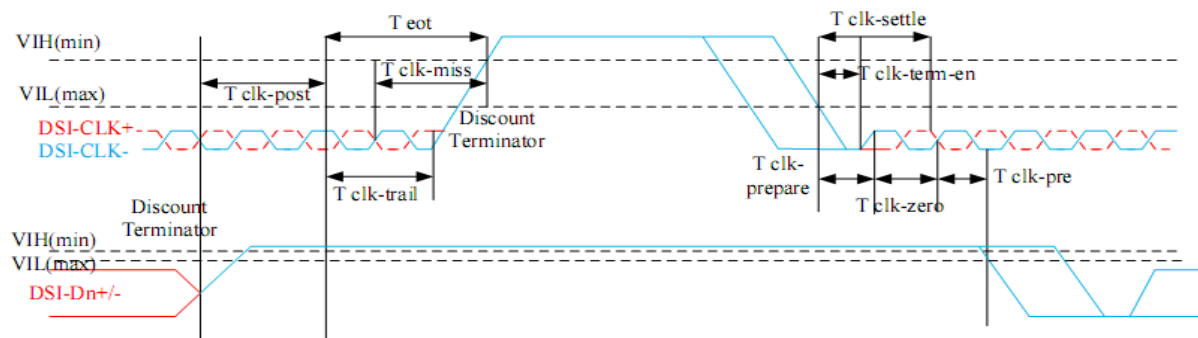 T eot
T clk-settle
VIH(min)
T clk-miss
T clk-term-en
T clk-post
VIL(max)
DSI-CLK+
DSI-CLK-
Discount
Terminator
T clk-
prepare
T clk-pre
T clk-trail
T clk-zero
Discount
Terminator
VIH(min)
VIL(max)
DSI-Dn+/-